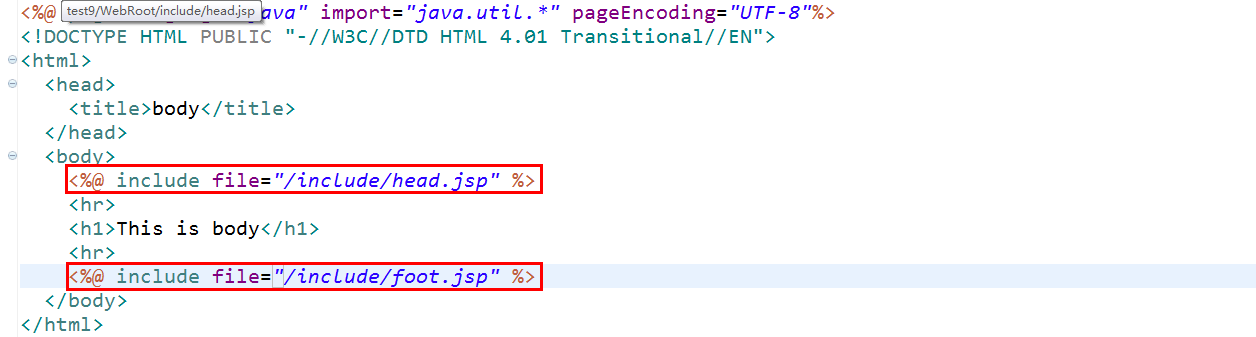 <%@ test9/WebRoot/include/head.jsp java" import="java.util.*" pageEncoding="UTF-8"%>
<!DOCTYPE HTML PUBLIC "-//W3C//DTD HTML 4.01 Transitional//EN">
<html>
<head>
<title>body</title>
</head>
<body>
<%@ include file="/include/head.jsp" %>
<hr>
<h1>This is body</h1>
<hr>
<%@ include file="/include/foot.jsp" %>
</body>
</html>